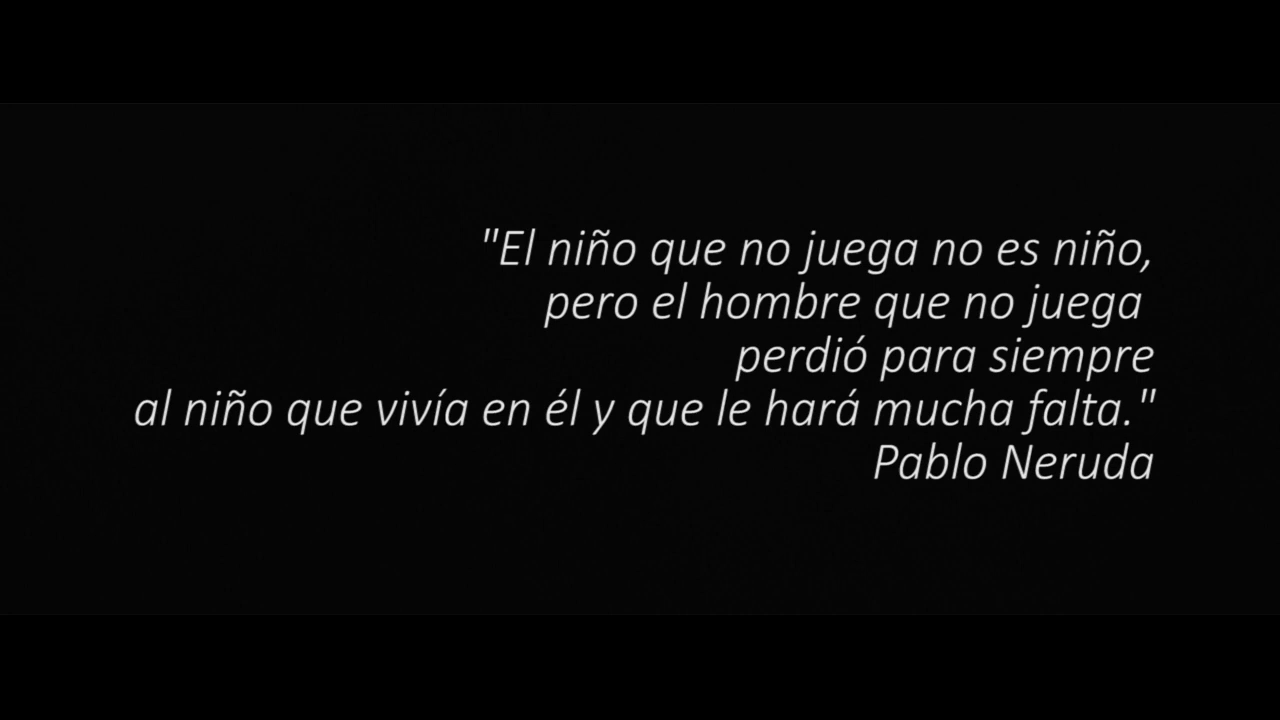 "El niño que no juega no es niño,
pero el hombre que no juega
perdió para siempre
al niño que vivía en él y que le hará mucha falta."
Pablo Neruda